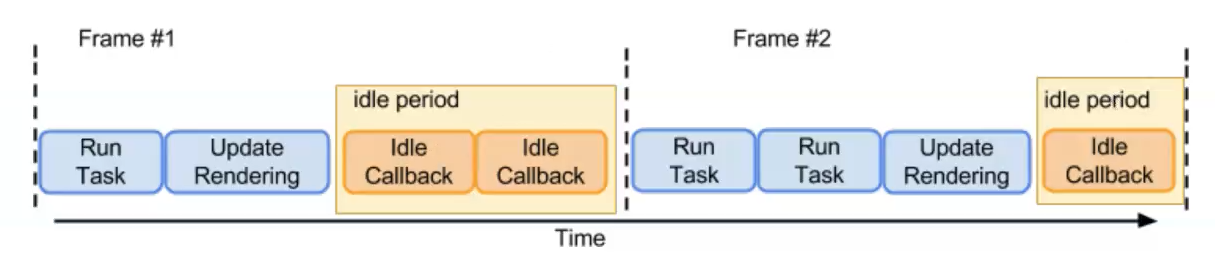 Frame #1
Frame #2
idle period
idle period
Run
Task
Update
Rendering
Idle
Callback
Idle
Callback
Run
Task
Run
Task
Update
Rendering
Idle
Callback
Time